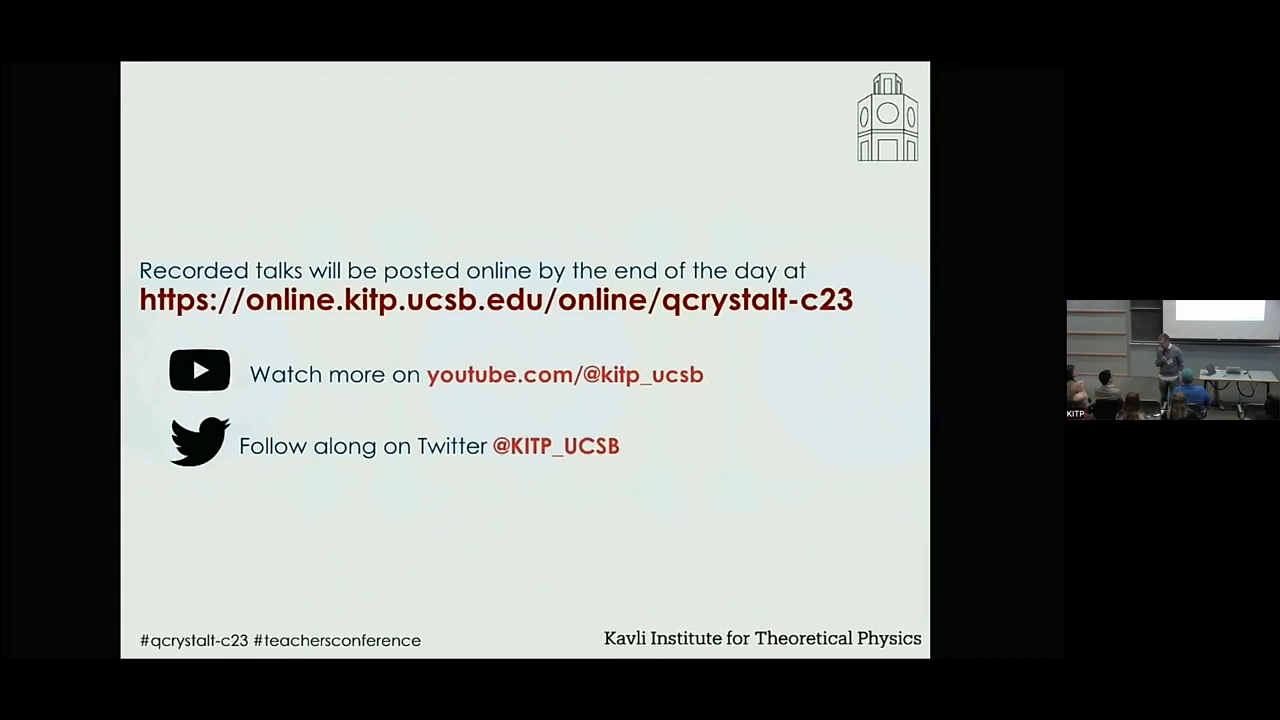 Recorded talks will be posted online by the end of the day at
https://online.kitp.ucsb.edu/online/qcrystalt-c23
Watch more on youtube.com/@kitp_ucsb
Follow along on Twitter @KITP_UCSB
#qcrystalt-c23 #teachersconference
Kavli Institute for Theoretical Physics
KITP